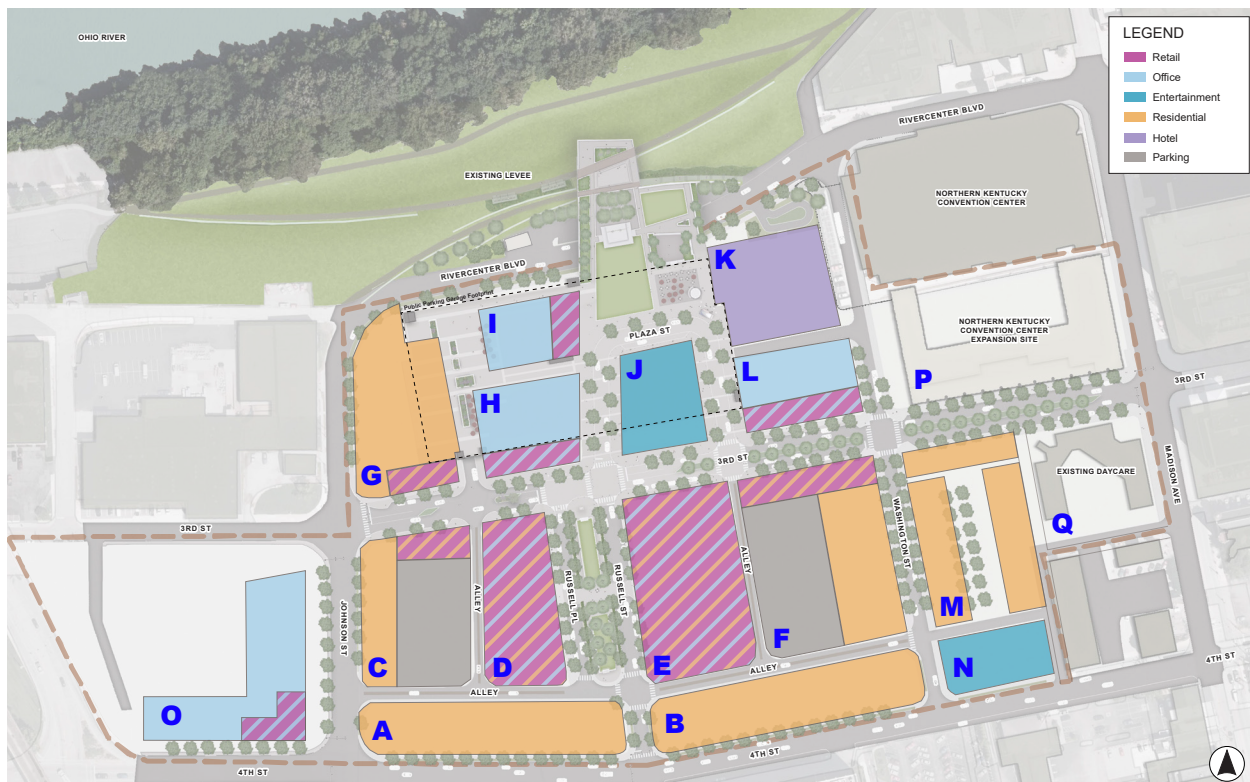 OHIO RIVER
LEGEND
Retail
Office
Entertainment
Residential
Hotel
Parking
RIVERCENTER BLVD
EXISTING LEVEE
NORTHERN KENTUCKY
CONVENTION CENTER
RIVERCENTER BLVD
K
Public Parking Garage Footprint
I
PLAZA ST
NORTHERN KENTUCKY
CONVENTION CENTER
EXPANSION SITE
J
L
P
3RD ST
H
G
3RD ST
EXISTING DAYCARE
MADISON AVE
Q
3RD ST
WASHINGTON ST
ALLEY
JOHNSON ST
ALLEY
RUSSELL PL
RUSSELL ST
M
F
C
D
E
ALLEY
N
4TH ST
ALLEY
O
A
B
4TH ST
4TH ST